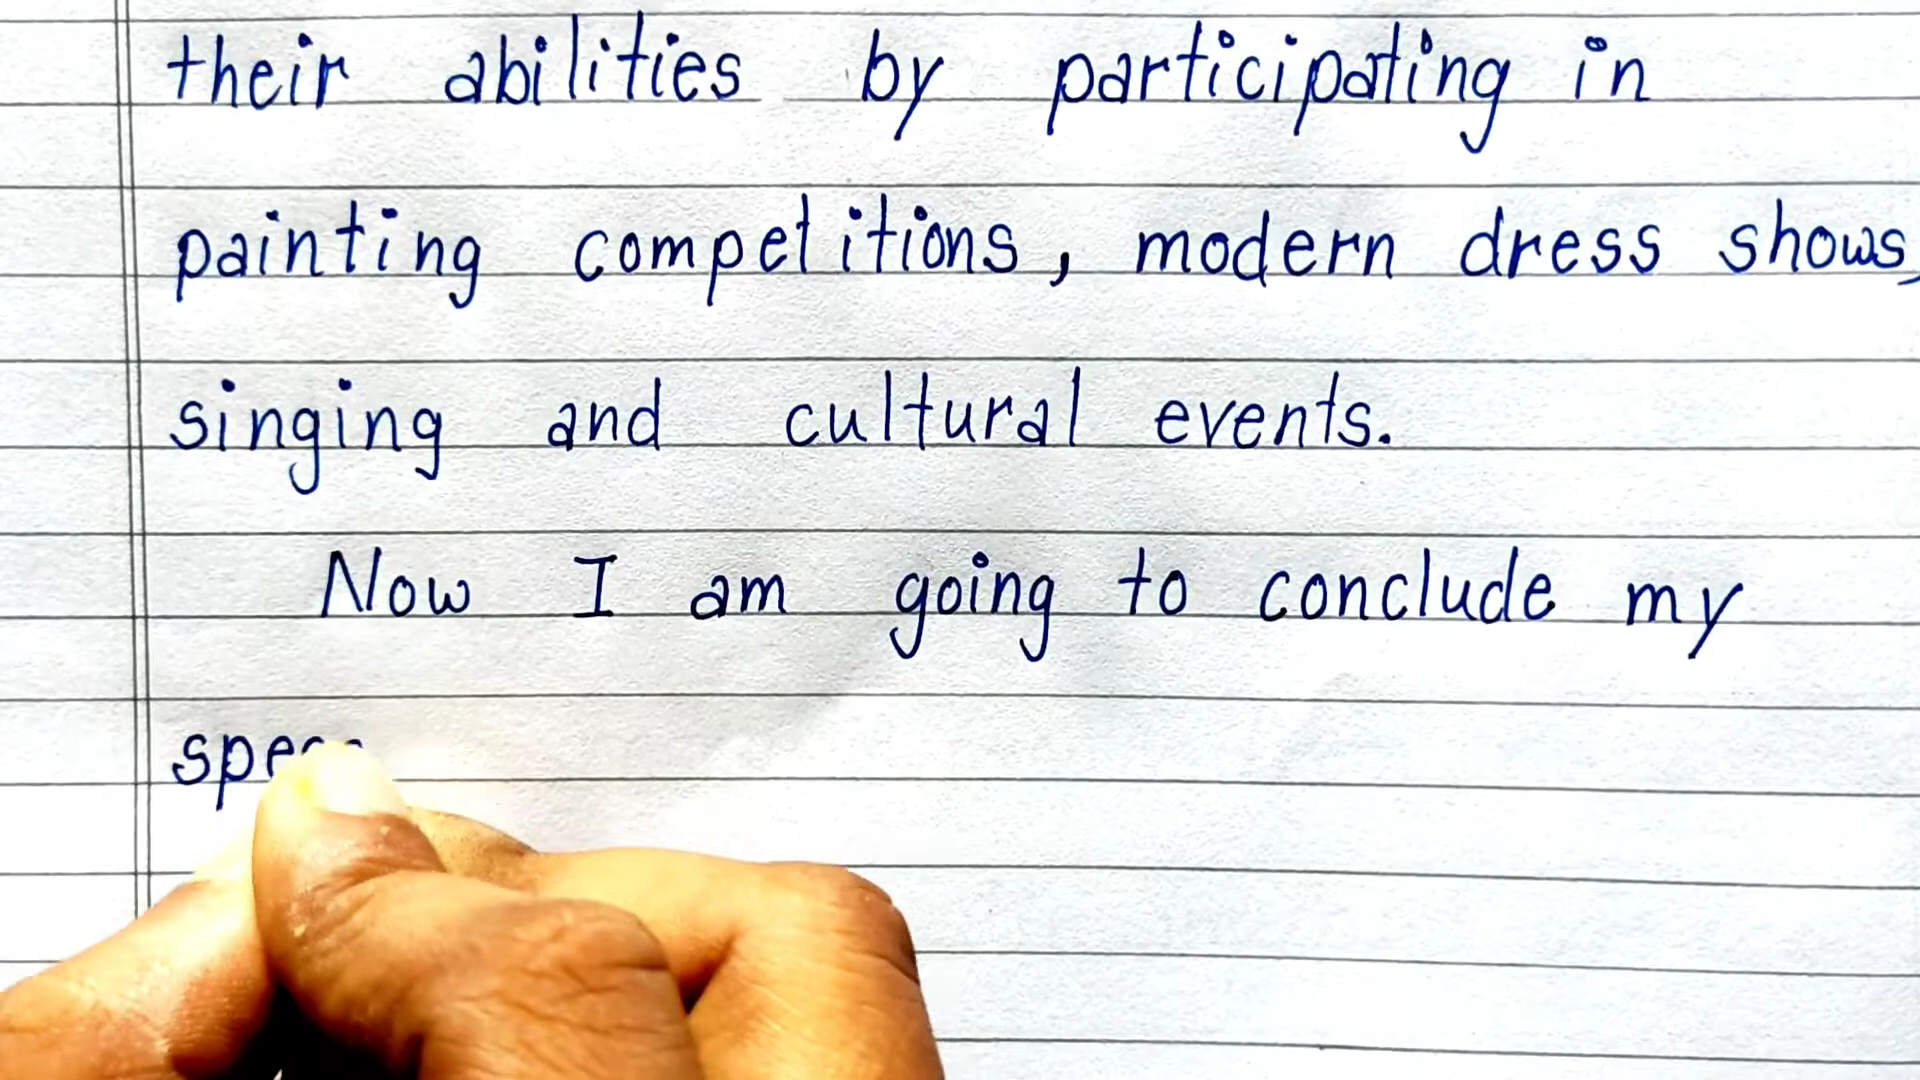 their abilities by participating in
painting competitions, modern dress shows,
singing and cultural events.
Now I am going to conclude my